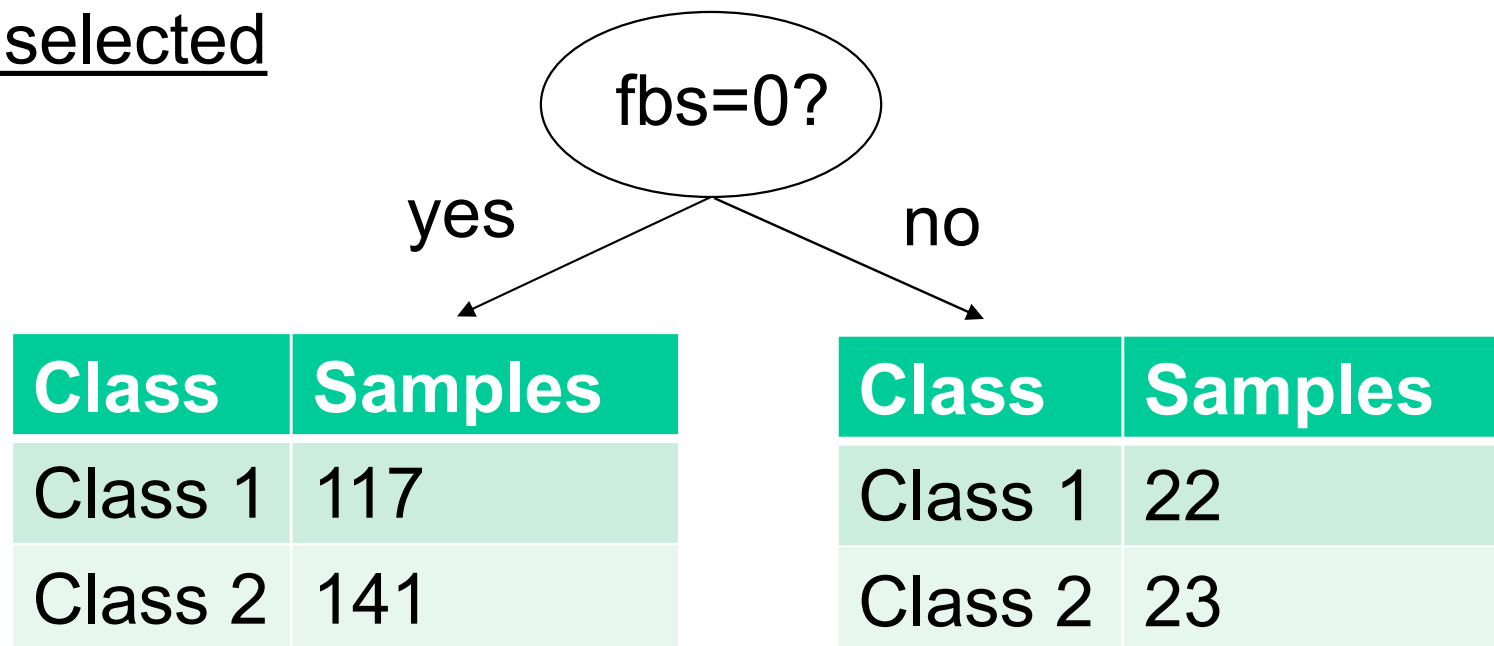 selected
fbs=0?
yes
no
Class Samples
Class 1 117
Class 2 141
Class Samples
Class 1 22
Class 2 23